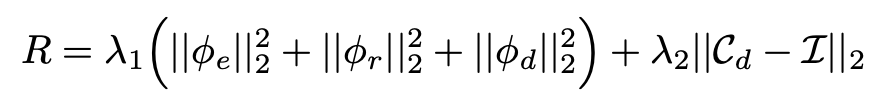 R = λ₁(||ϕₑ||₂² + ||ϕᵣ||₂² + ||ϕ_d||₂²) + λ₂||𝒞_d − ℐ||₂